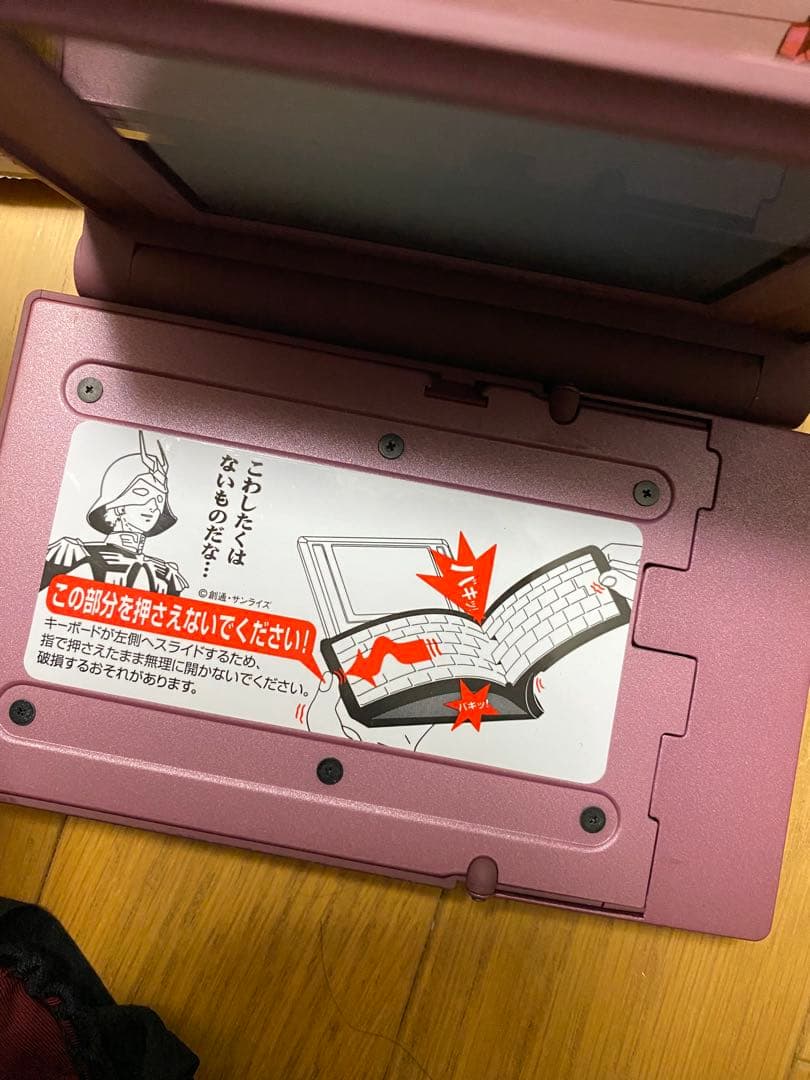 こわしたくは
ないものだな…
©創通・サンライズ
この部分を押さえないでください!
キーボードが左側へスライドするため、
指で押さえたまま無理に開かないでください。
破損するおそれがあります。
バキッ!
バキッ!